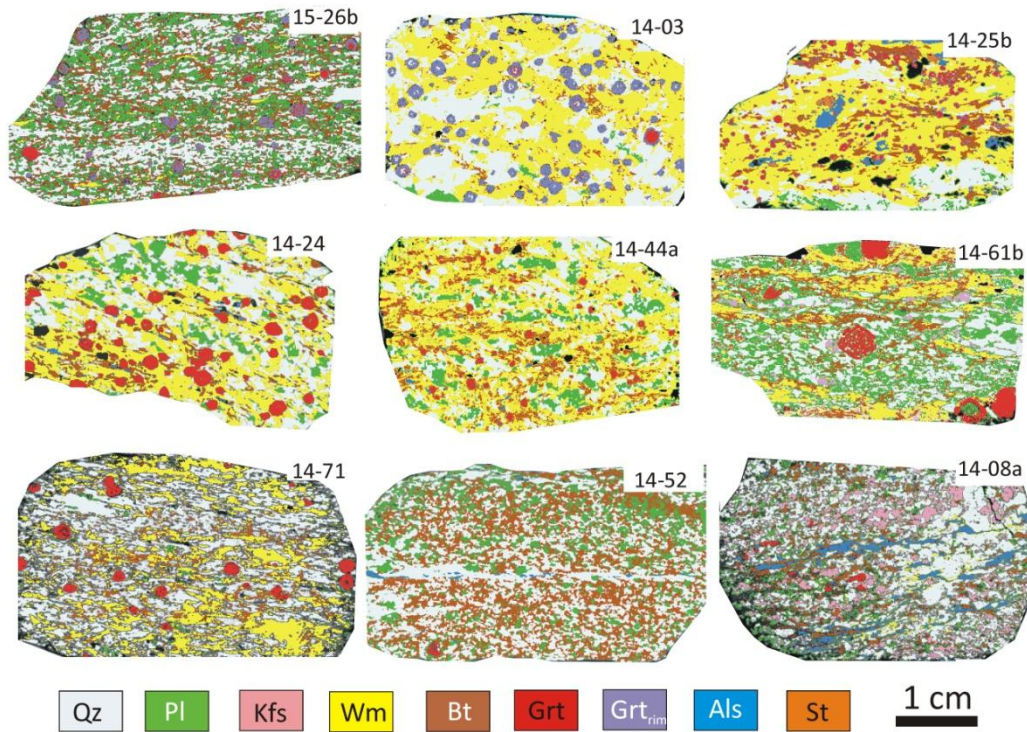 15-26b
14-03
14-25b
14-24
14-44a
14-61b
14-71
14-52
14-08a
Qz Pl Kfs Wm Bt Grt Grtrim Als St 1 cm